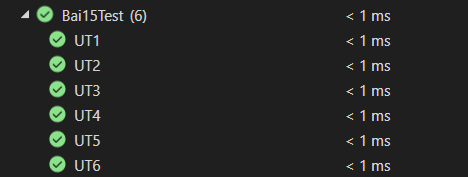 Bai15Test (6) < 1 ms
UT1 < 1 ms
UT2 < 1 ms
UT3 < 1 ms
UT4 < 1 ms
UT5 < 1 ms
UT6 < 1 ms